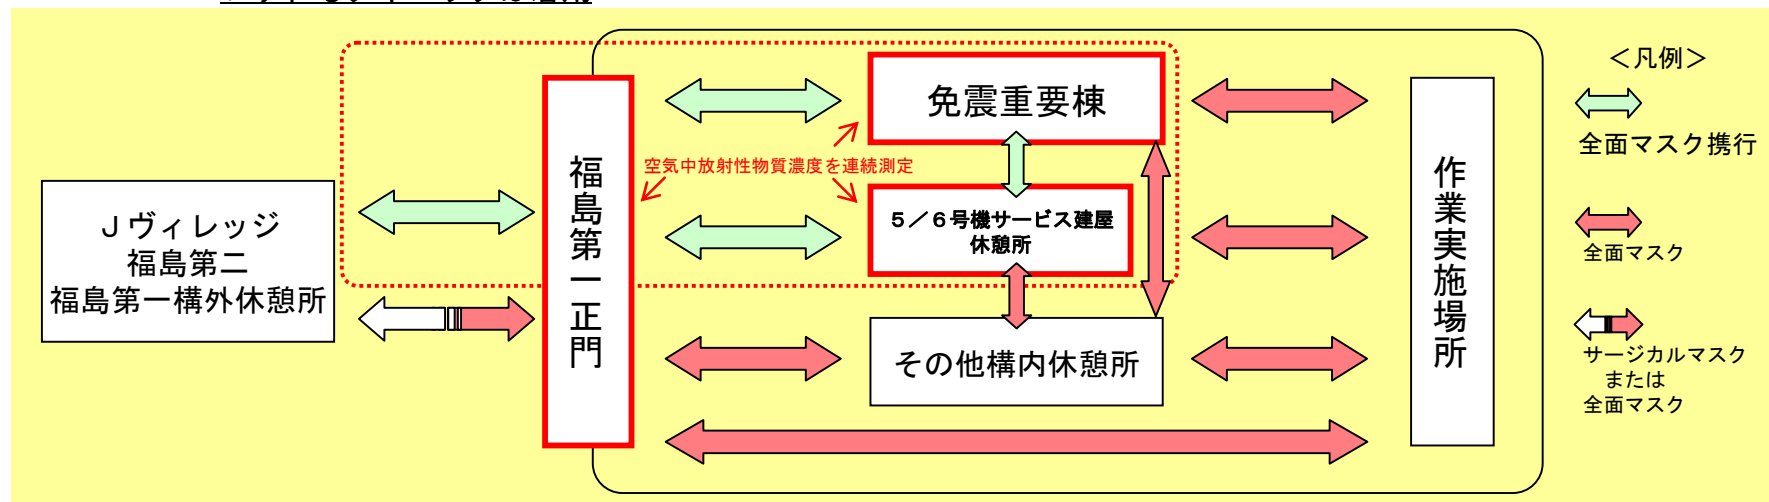 Ｊヴィレッジ
福島第二
福島第一構外休憩所
福島第一正門
空気中放射性物質濃度を連続測定
免震重要棟
５／６号機サービス建屋
休憩所
その他構内休憩所
作業実施場所
＜凡例＞
全面マスク携行
全面マスク
サージカルマスク
または
全面マスク